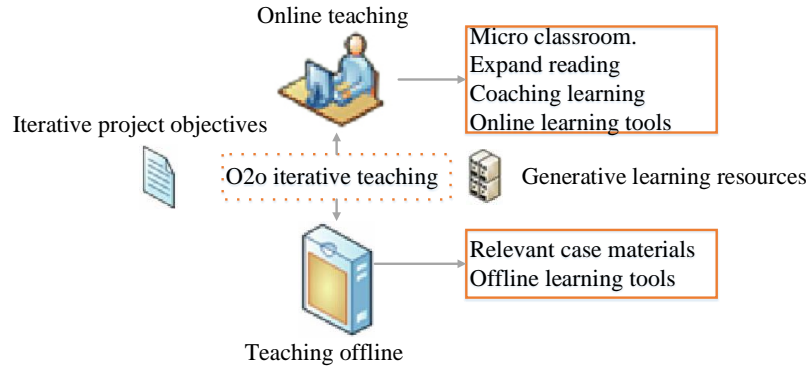 Online teaching
Micro classroom.
Expand reading
Coaching learning
Online learning tools
Iterative project objectives
O2o iterative teaching
Generative learning resources
Relevant case materials
Offline learning tools
Teaching offline